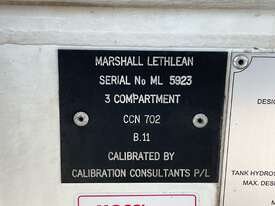 MARSHALL LETHLEAN
SERIAL No ML 5923
3 COMPARTMENT
CCN 702
B.11
CALIBRATED BY
CALIBRATION CONSULTANTS P/L
DESIG
TANK HYDROS
MAX. DES